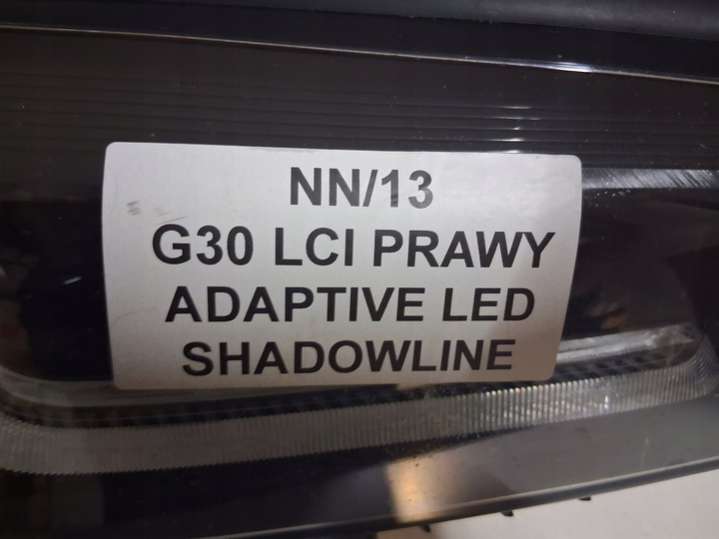 NN/13
G30 LCI PRAWY
ADAPTIVE LED
SHADOWLINE